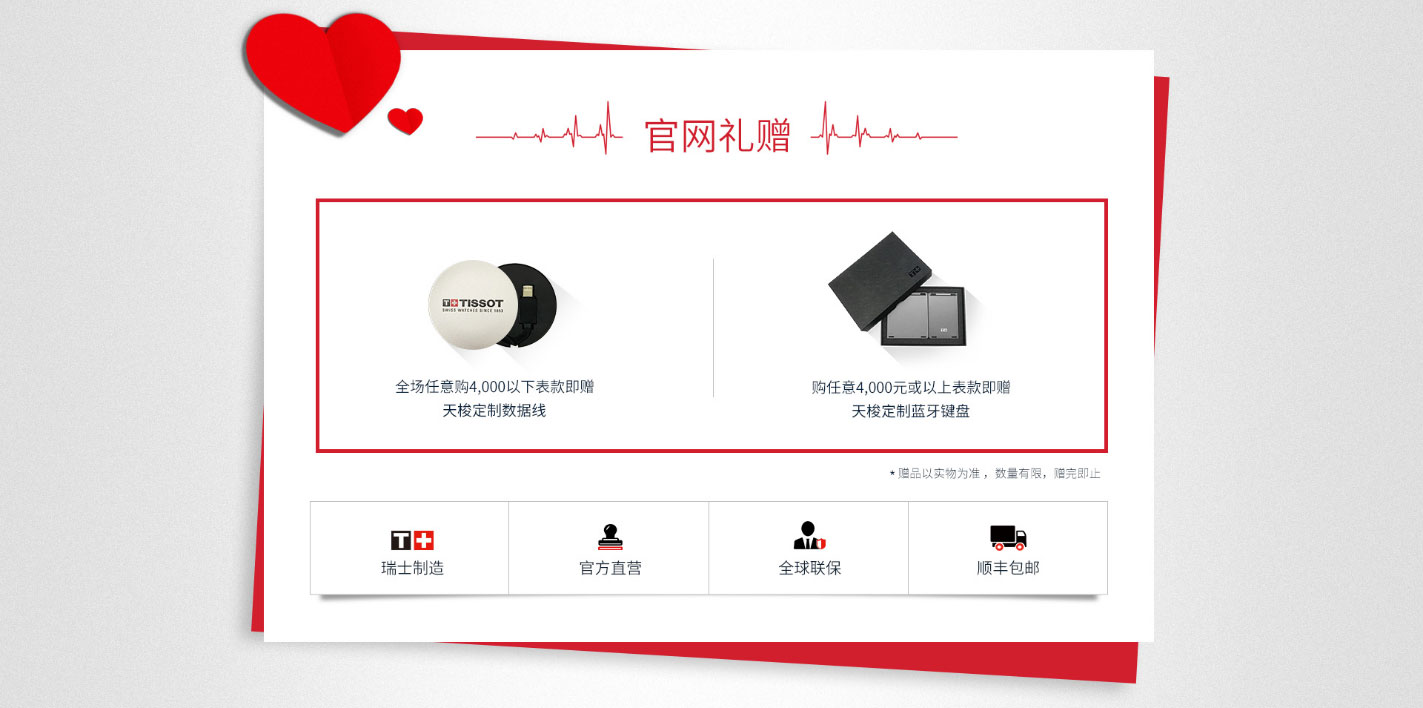 官网礼赠
T+TISSOT
SWISS WATCHES SINCE 1853
全场任意购4,000以下表款即赠
天梭定制数据线
购任意4,000元或以上表款即赠
天梭定制蓝牙键盘
* 赠品以实物为准，数量有限，赠完即止
T+
瑞士制造
官方直营
全球联保
顺丰包邮